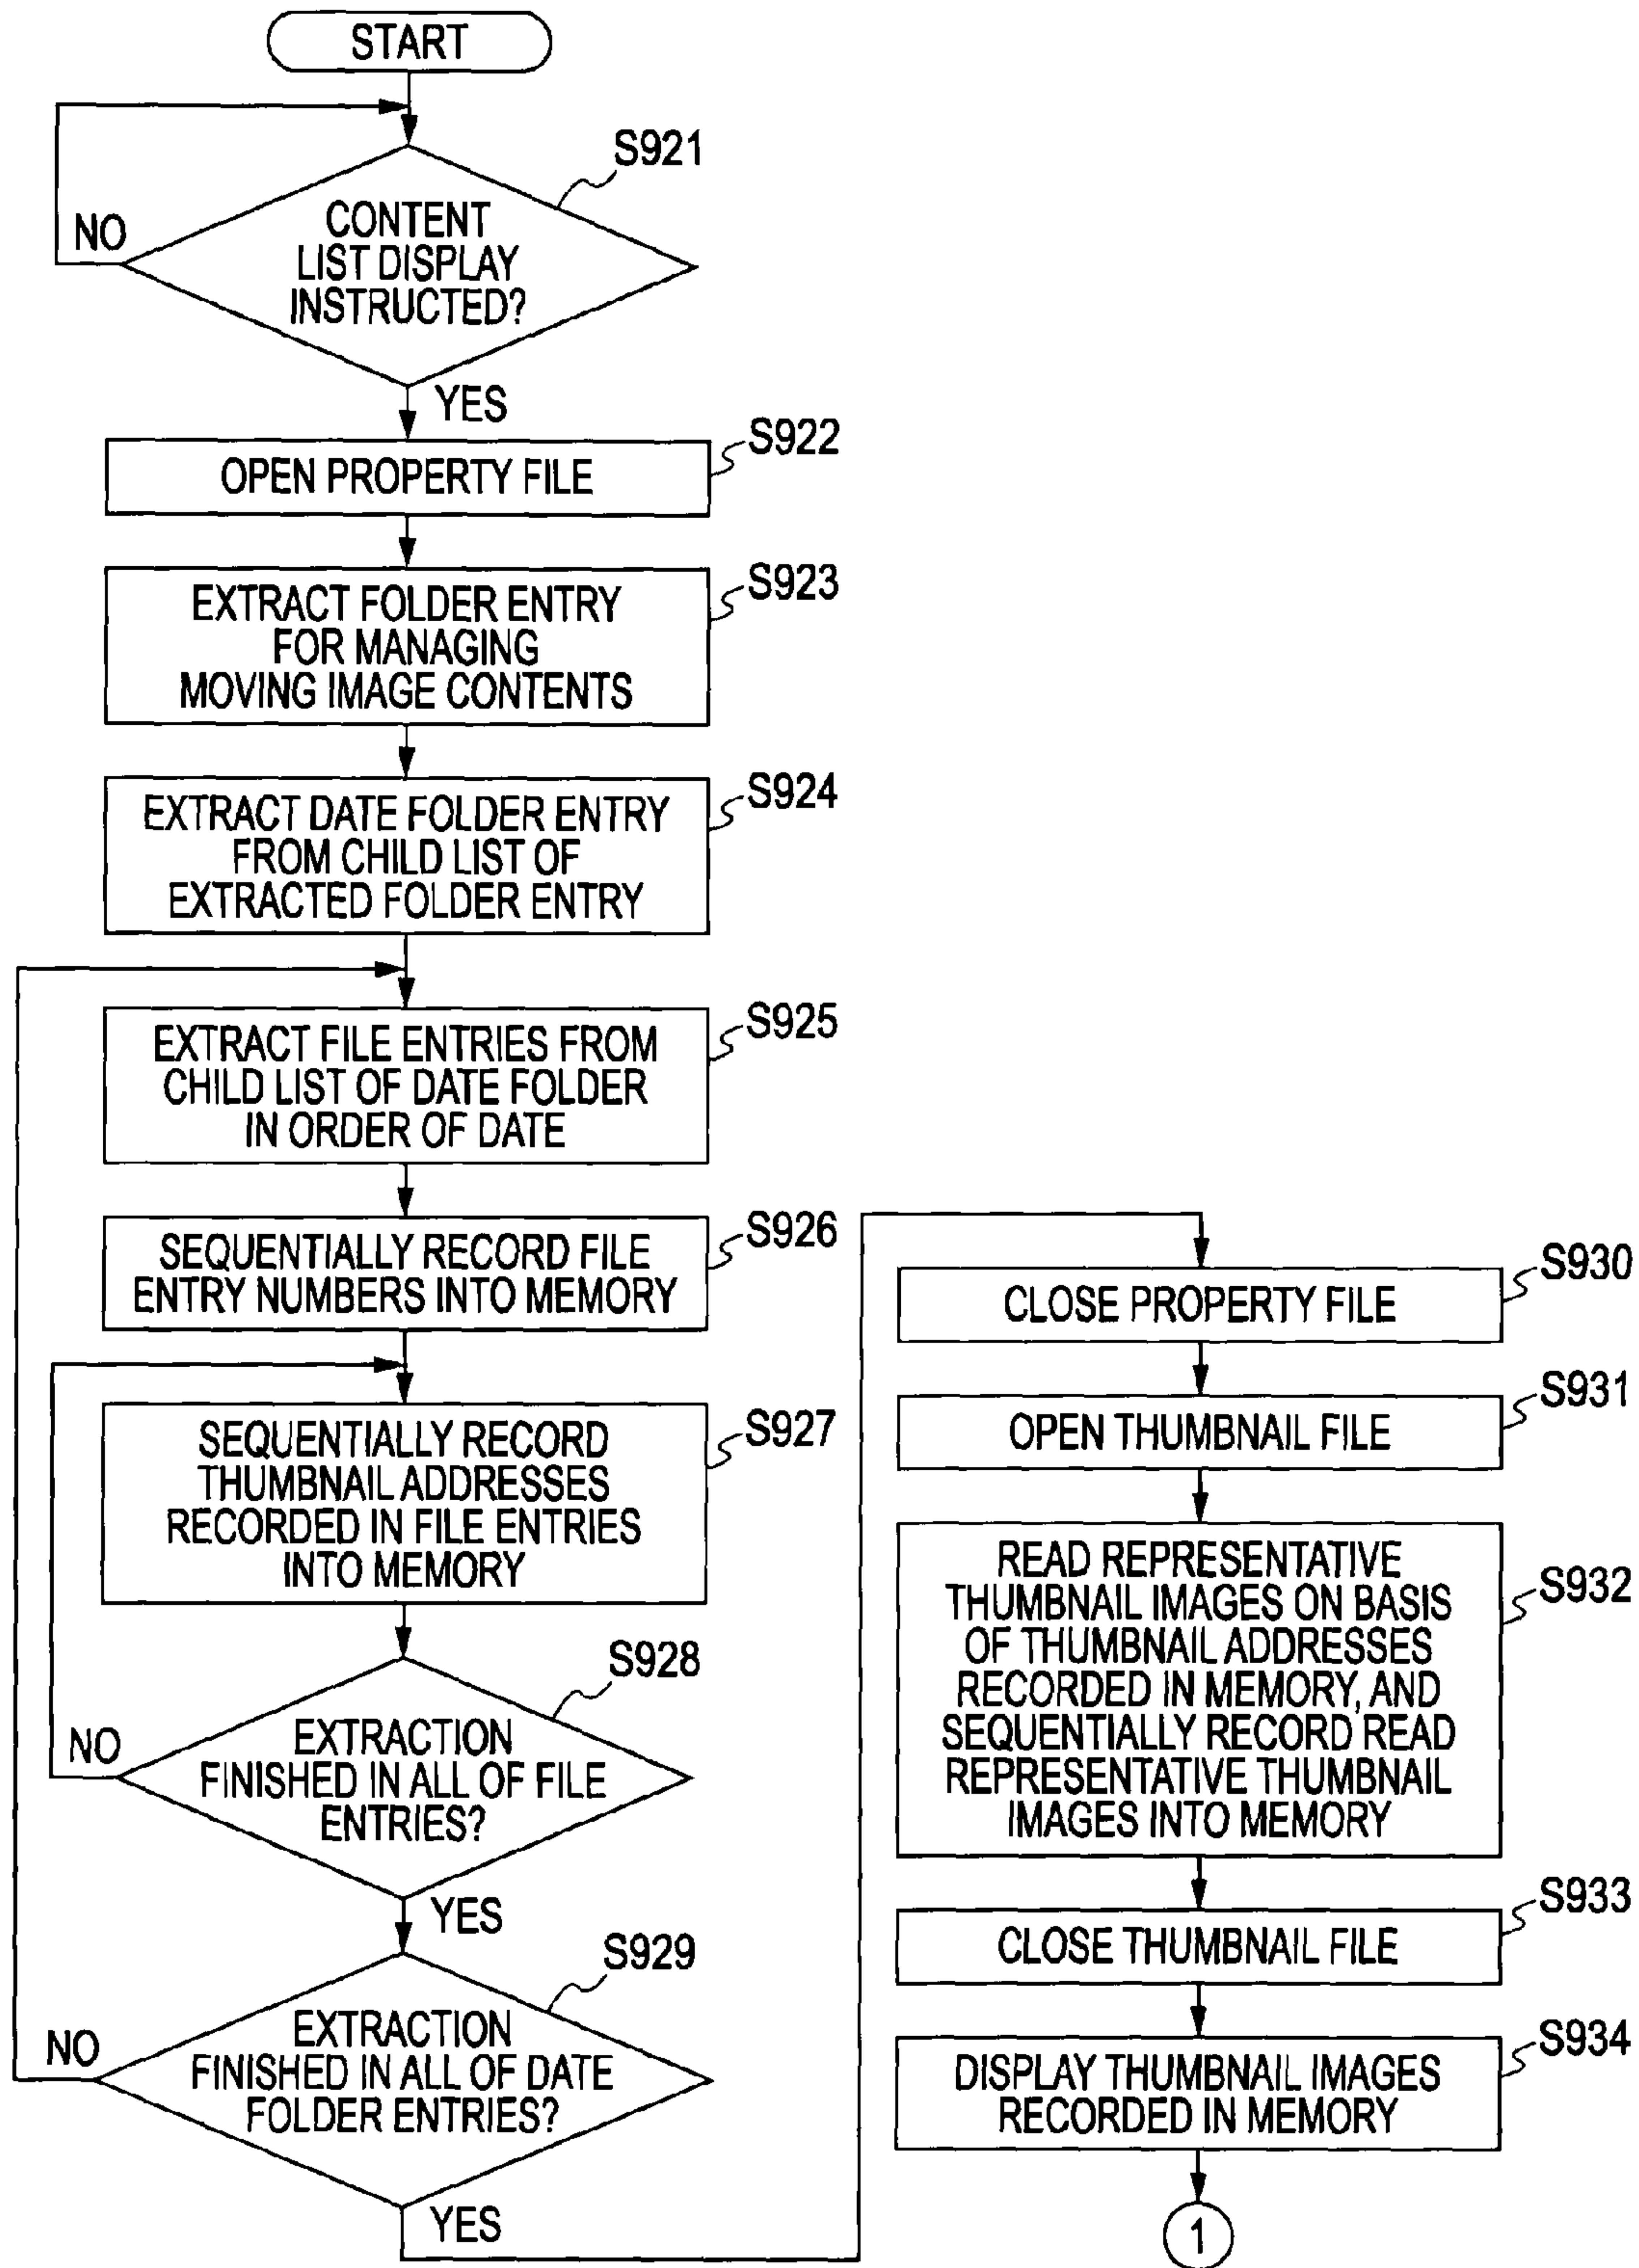 START
S921
CONTENT
LIST DISPLAY
INSTRUCTED?
NO
YES
S922
OPEN PROPERTY FILE
S923
EXTRACT FOLDER ENTRY
FOR MANAGING
MOVING IMAGE CONTENTS
S924
EXTRACT DATE FOLDER ENTRY
FROM CHILD LIST OF
EXTRACTED FOLDER ENTRY
S925
EXTRACT FILE ENTRIES FROM
CHILD LIST OF DATE FOLDER
IN ORDER OF DATE
S926
SEQUENTIALLY RECORD FILE
ENTRY NUMBERS INTO MEMORY
S927
SEQUENTIALLY RECORD
THUMBNAIL ADDRESSES
RECORDED IN FILE ENTRIES
INTO MEMORY
S928
EXTRACTION
FINISHED IN ALL OF FILE
ENTRIES?
NO
YES
S929
EXTRACTION
FINISHED IN ALL OF DATE
FOLDER ENTRIES?
NO
YES
S930
CLOSE PROPERTY FILE
S931
OPEN THUMBNAIL FILE
S932
READ REPRESENTATIVE
THUMBNAIL IMAGES ON BASIS
OF THUMBNAIL ADDRESSES
RECORDED IN MEMORY, AND
SEQUENTIALLY RECORD READ
REPRESENTATIVE THUMBNAIL
IMAGES INTO MEMORY
S933
CLOSE THUMBNAIL FILE
S934
DISPLAY THUMBNAIL IMAGES
RECORDED IN MEMORY
1